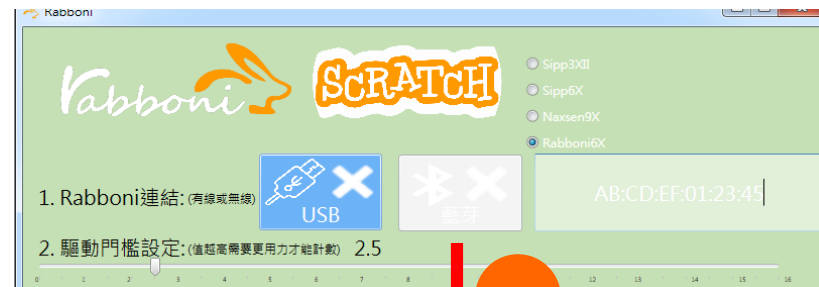 Rabboni
rabboni
SCRATCH
Sipp3XII
Sipp6X
Naxsen9X
Rabboni6X
1. Rabboni連結:(有線或無線)
USB
藍芽
AB:CD:EF:01:23:45
2. 驅動門檻設定:(值越高需要更用力才能計數) 2.5
0 1 2 3 4 5 6 7 8 12 13 14 15 16